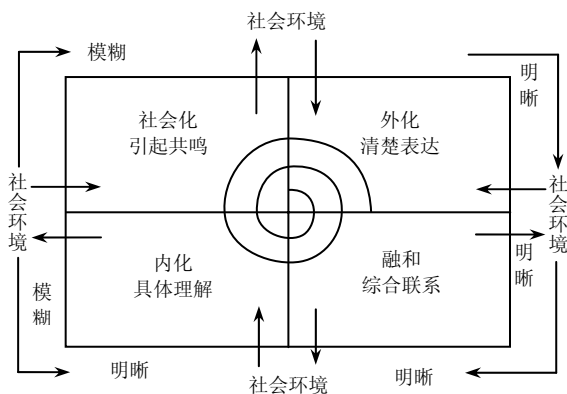 社会环境
模糊
明
晰
社会化
引起共鸣
外化
清楚表达
社会环境
社会环境
内化
具体理解
融和
综合联系
明
晰
模
糊
明晰
社会环境
明晰